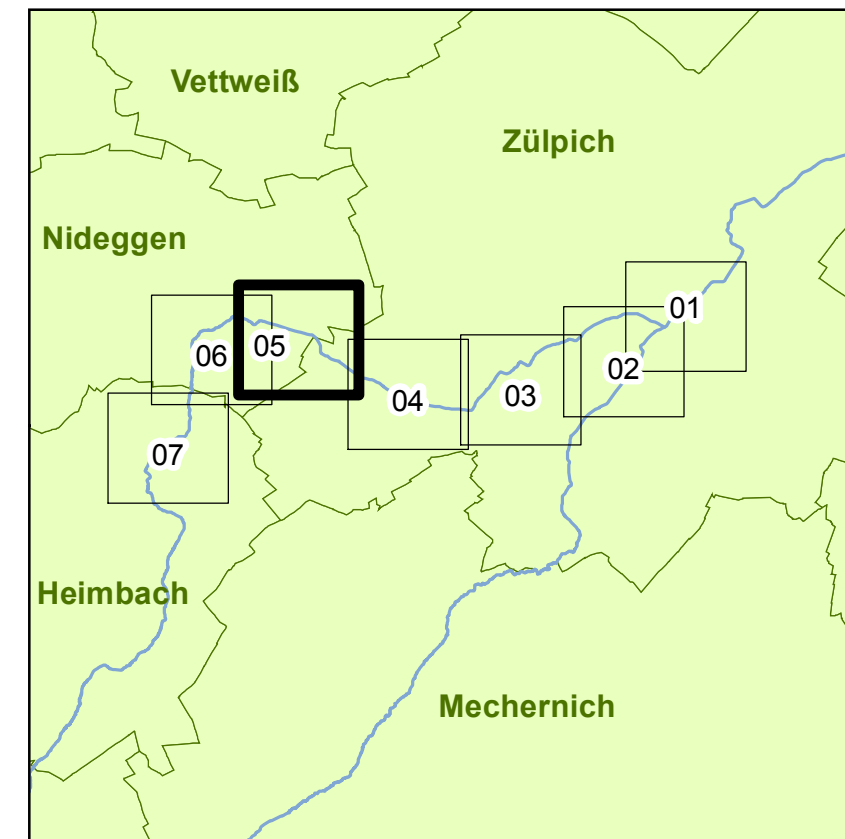 Vettweiß
Zülpich
Nideggen
01
05
06
02
03
04
07
Heimbach
Mechernich